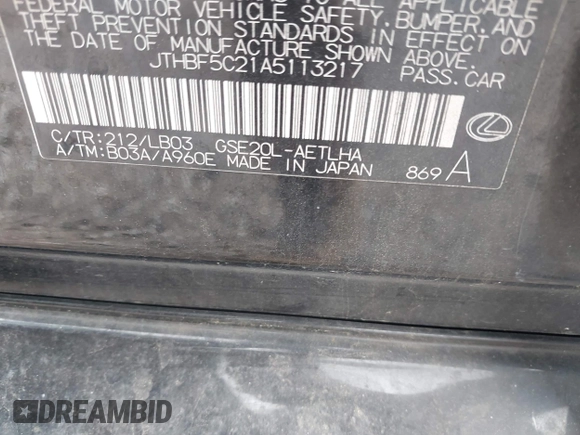 FEDERAL MOTOR VEHICLE SAFETY, BUMPER, AND
THEFT PREVENTION STANDARDS IN EFFECT ON
THE DATE OF MANUFACTURE SHOWN ABOVE.
JTHBF5C21A5113217 PASS.CAR
C/TR:212/LB03 GSE20L-AETLHA
A/TM:B03A/A960E MADE IN JAPAN 869 A
DREAMBID